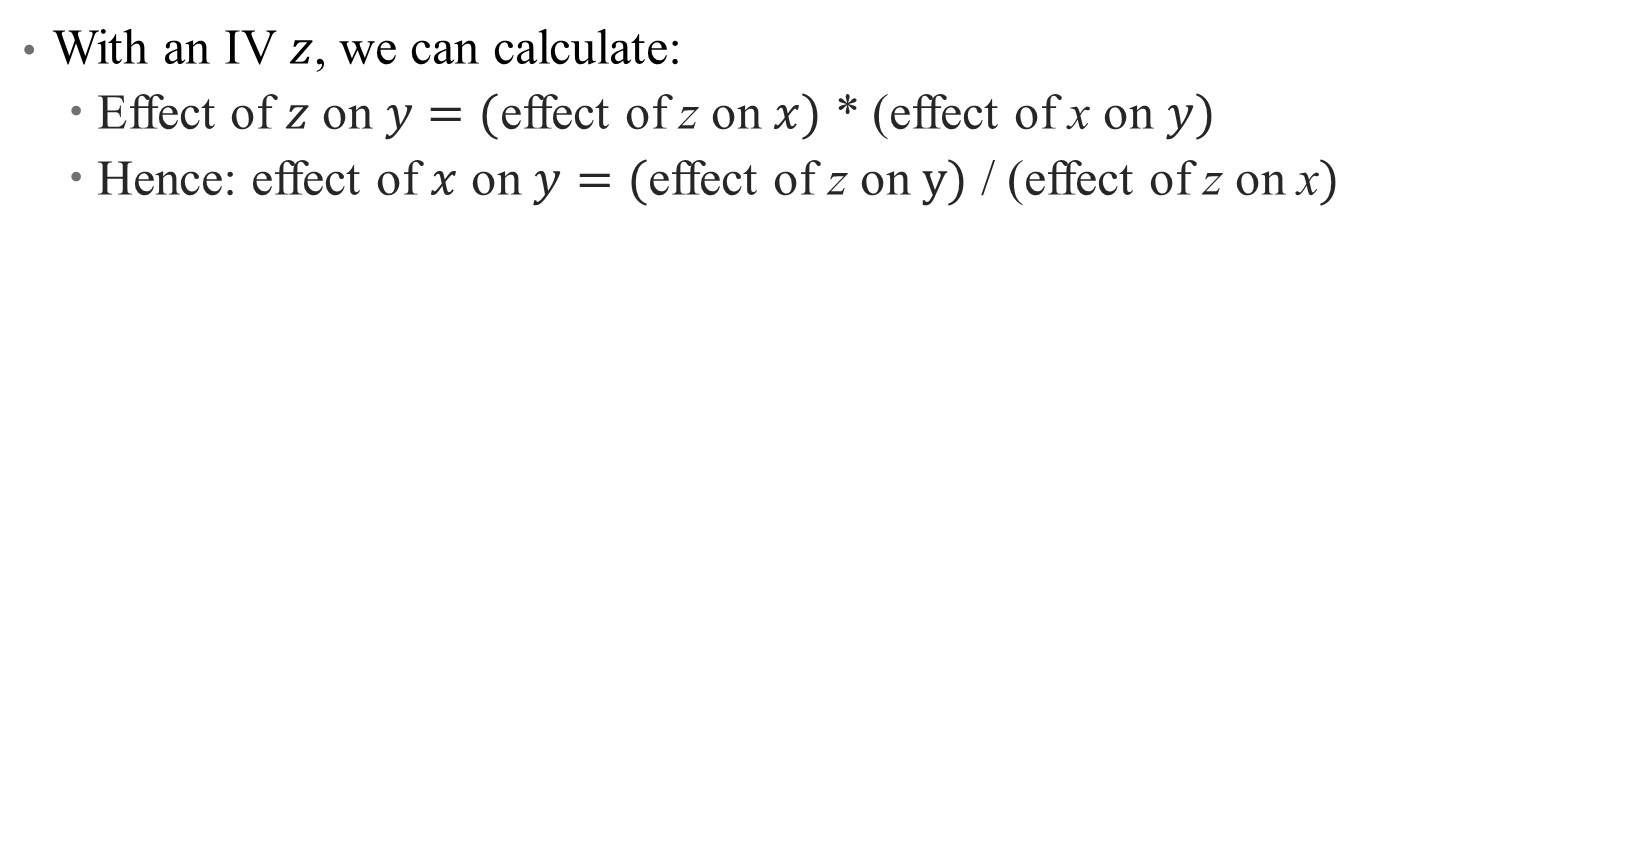 • With an IV z, we can calculate:
• Effect of z on y = (effect of z on x) * (effect of x on y)
• Hence: effect of x on y = (effect of z on y) / (effect of z on x)